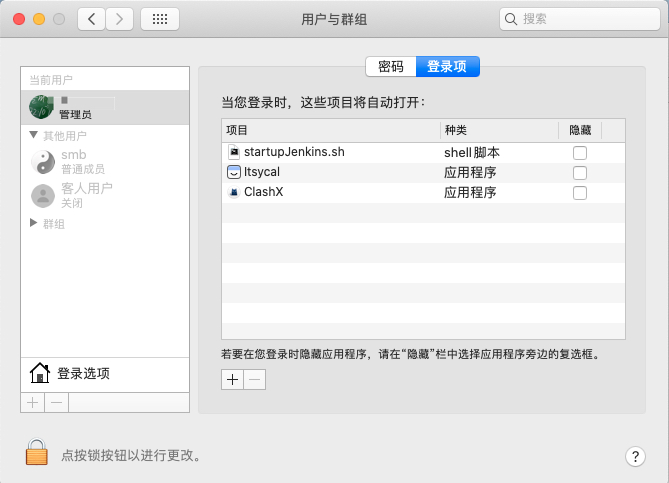 用户与群组
搜索
密码
登录项
当前用户
管理员
其他用户
smb
普通成员
客人用户
关闭
群组
登录选项
当您登录时，这些项目将自动打开：
项目 种类 隐藏
startupJenkins.sh shell 脚本
Itsycal 应用程序
ClashX 应用程序
若要在您登录时隐藏应用程序，请在“隐藏”栏中选择应用程序旁边的复选框。
点按锁按钮以进行更改。
?